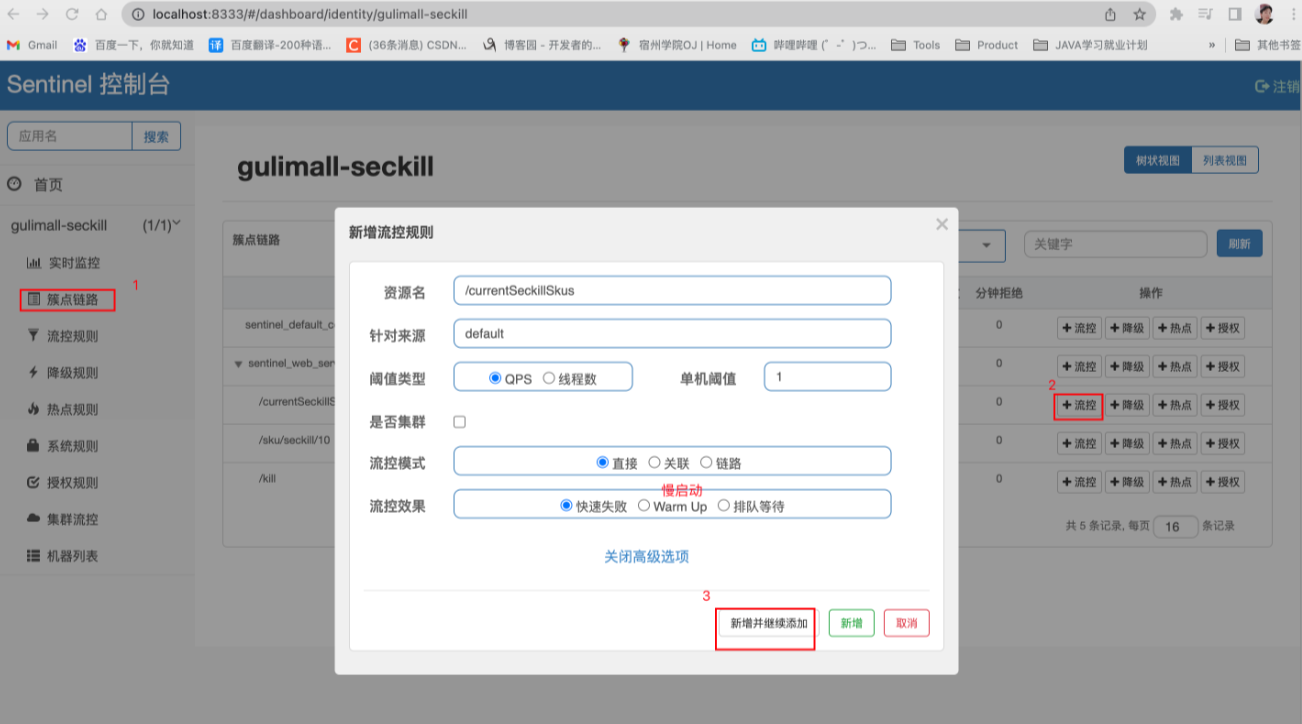 localhost:8333/#/dashboard/identity/gulimall-seckill
Gmail 百度一下，你就知道 百度翻译-200种语... (36条消息) CSDN... 博客园 - 开发者的... 宿州学院OJ | Home 哔哩哔哩 (゜-゜)つ... Tools Product JAVA学习就业计划 » 其他书签
Sentinel 控制台 注销
应用名 搜索
gulimall-seckill
树状视图 列表视图
首页
gulimall-seckill (1/1)
实时监控
1
簇点链路
流控规则
降级规则
热点规则
系统规则
授权规则
集群流控
机器列表
簇点链路 关键字 刷新
分钟拒绝 操作
sentinel_default_c 0 流控 降级 热点 授权
sentinel_web_ser 0 流控 降级 热点 授权
2
/currentSeckillS 0 流控 降级 热点 授权
/sku/seckill/10 0 流控 降级 热点 授权
/kill 0 流控 降级 热点 授权
共 5 条记录, 每页 16 条记录
新增流控规则 ×
资源名 /currentSeckillSkus
针对来源 default
阈值类型 QPS 线程数 单机阈值 1
是否集群
流控模式 直接 关联 链路
慢启动
流控效果 快速失败 Warm Up 排队等待
关闭高级选项
3
新增并继续添加 新增 取消